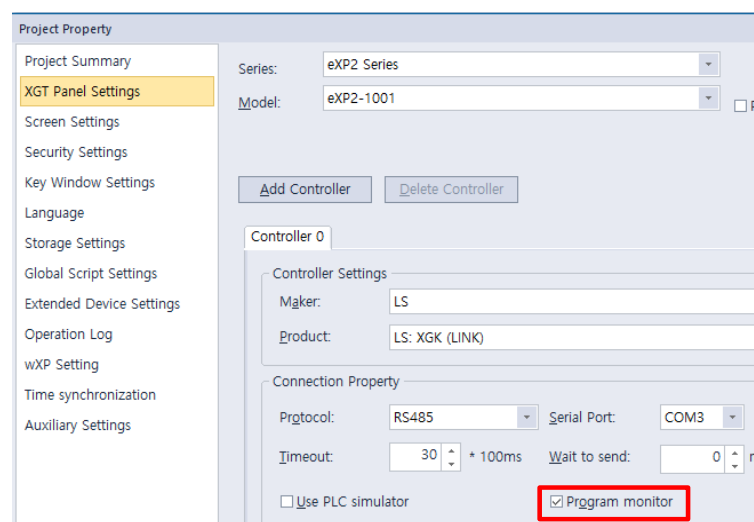 Project Property
Project Summary
XGT Panel Settings
Screen Settings
Security Settings
Key Window Settings
Language
Storage Settings
Global Script Settings
Extended Device Settings
Operation Log
wXP Setting
Time synchronization
Auxiliary Settings
Series: eXP2 Series
Model: eXP2-1001
Add Controller Delete Controller
Controller 0
Controller Settings
Maker: LS
Product: LS: XGK (LINK)
Connection Property
Protocol: RS485 Serial Port: COM3
Timeout: 30 * 100ms Wait to send: 0
Use PLC simulator Program monitor